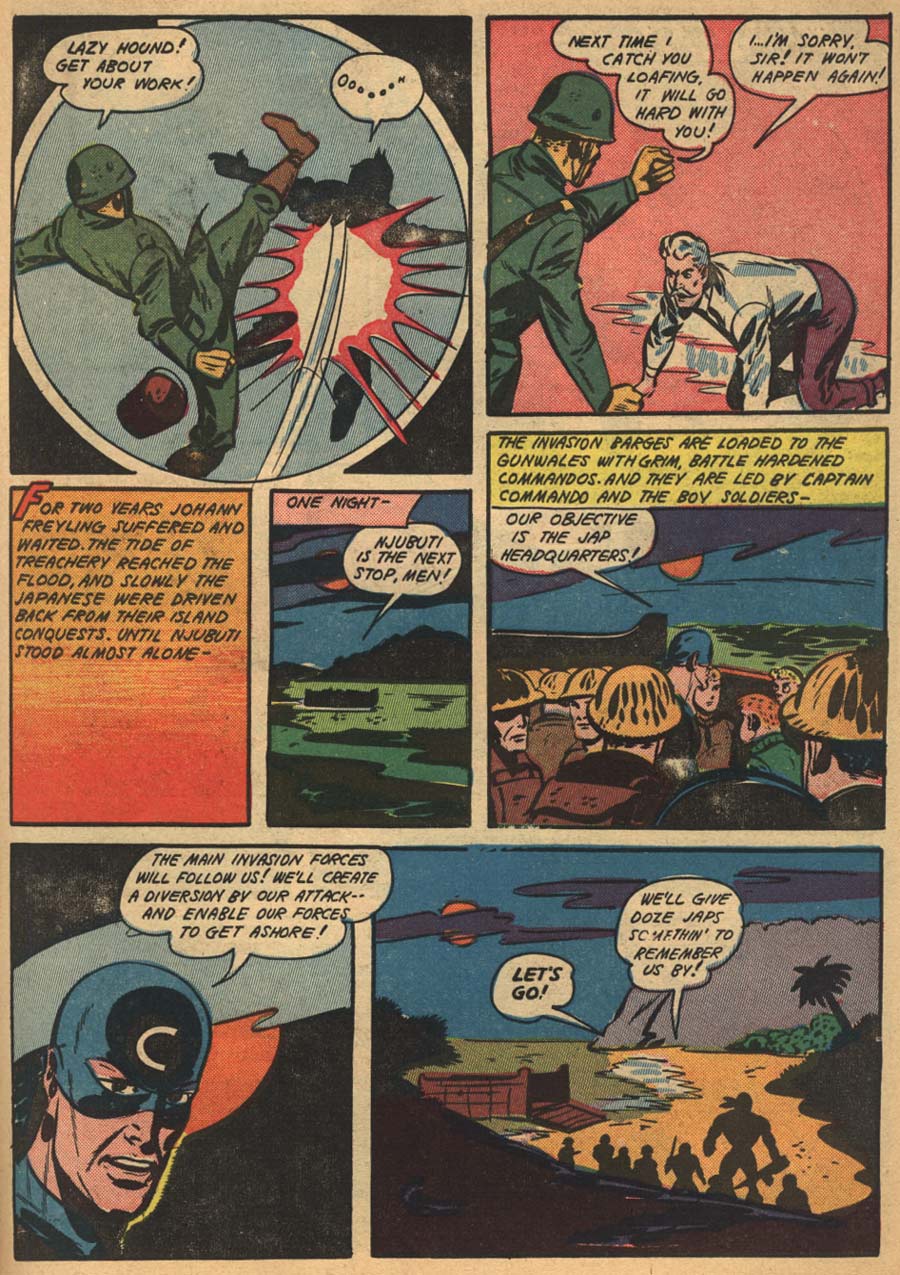 LAZY HOUND!
GET ABOUT
YOUR WORK!
Ooo...N
NEXT TIME I
CATCH YOU
LOAFING,
IT WILL GO
HARD WITH
YOU!
I...I'M SORRY,
SIR! IT WON'T
HAPPEN AGAIN!
FOR TWO YEARS JOHANN
FREYLING SUFFERED AND
WAITED. THE TIDE OF
TREACHERY REACHED THE
FLOOD, AND SLOWLY THE
JAPANESE WERE DRIVEN
BACK FROM THEIR ISLAND
CONQUESTS. UNTIL NJUBUTI
STOOD ALMOST ALONE-
ONE NIGHT-
NJUBUTI
IS THE NEXT
STOP, MEN!
THE INVASION BARGES ARE LOADED TO THE
GUNWALES WITH GRIM, BATTLE HARDENED
COMMANDOS. AND THEY ARE LED BY CAPTAIN
COMMANDO AND THE BOY SOLDIERS-
OUR OBJECTIVE
IS THE JAP
HEADQUARTERS!
THE MAIN INVASION FORCES
WILL FOLLOW US! WE'LL CREATE
A DIVERSION BY OUR ATTACK--
AND ENABLE OUR FORCES
TO GET ASHORE!
C
LET'S
GO!
WE'LL GIVE
DOZE JAPS
TO
REMEMBER
US BY!